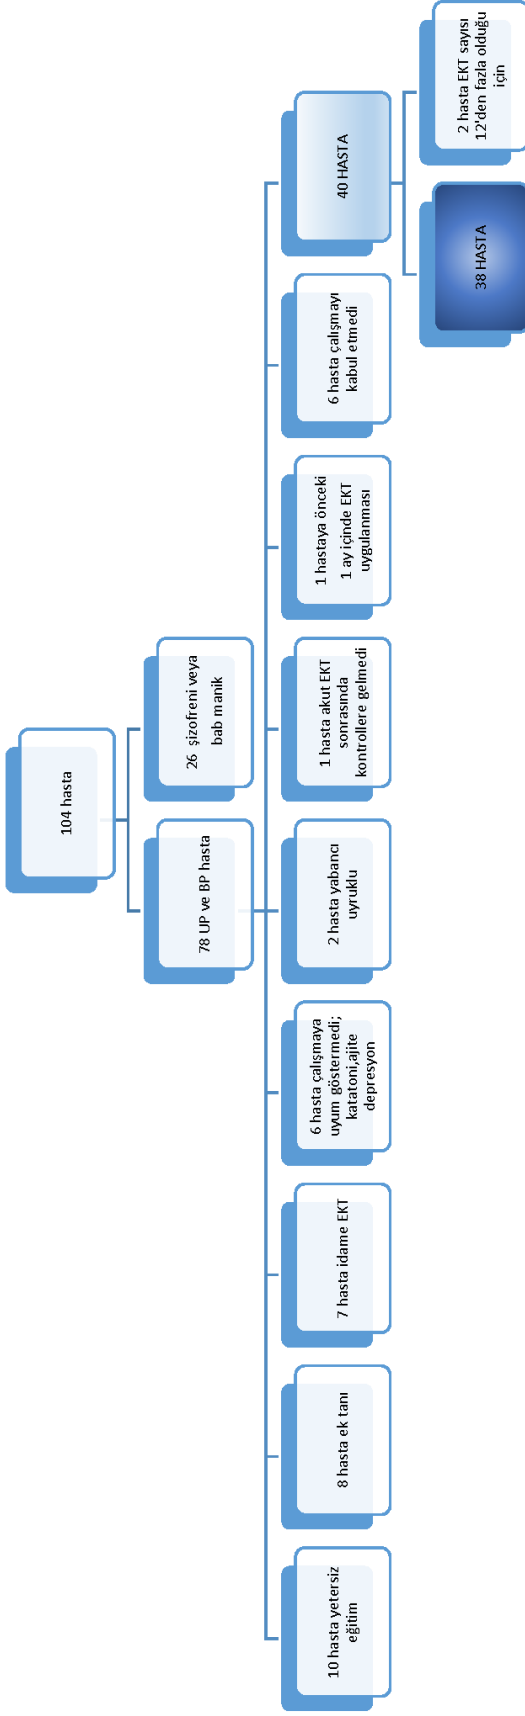 104 hasta
78 UP ve BP hasta
26 şizofreni veya
bab manik
10 hasta yetersiz
eğitim
8 hasta ek tanı
7 hasta idame EKT
6 hasta çalışmaya
uyum göstermedi;
katatoni,ajite
depresyon
2 hasta yabancı
uyruklu
1 hasta akut EKT
sonrasında
kontrollere gelmedi
1 hastaya önceki
1 ay içinde EKT
uygulanması
6 hasta çalışmayı
kabul etmedi
40 HASTA
38 HASTA
2 hasta EKT sayısı
12'den fazla olduğu
için